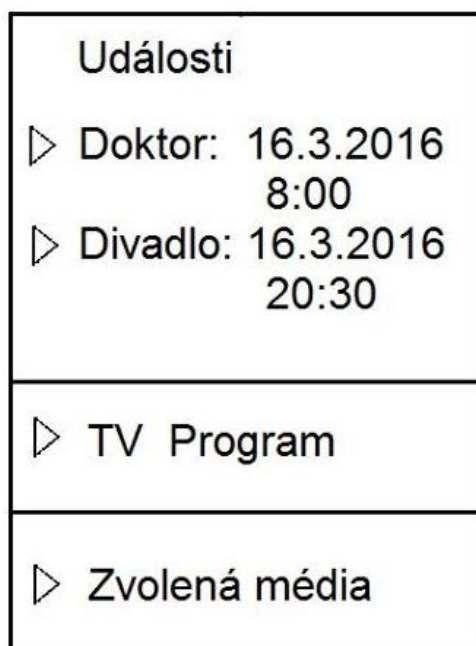 Události
Doktor: 16.3.2016
8:00
Divadlo: 16.3.2016
20:30
TV Program
Zvolená média